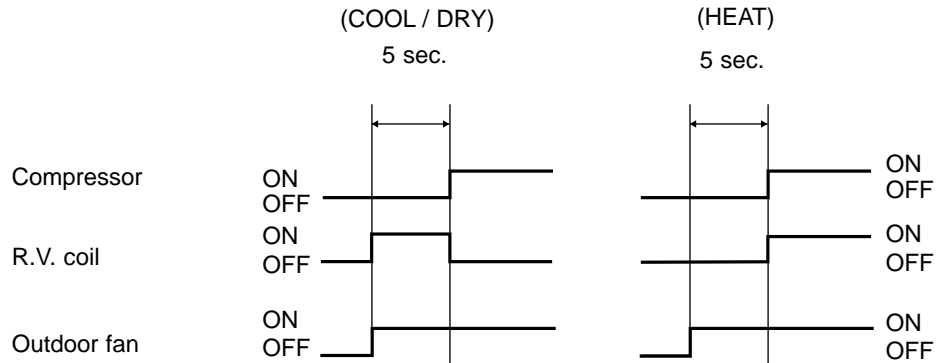 (COOL / DRY) (HEAT)
5 sec. 5 sec.
Compressor ON ON
OFF OFF
R.V. coil ON ON
OFF OFF
Outdoor fan ON ON
OFF OFF